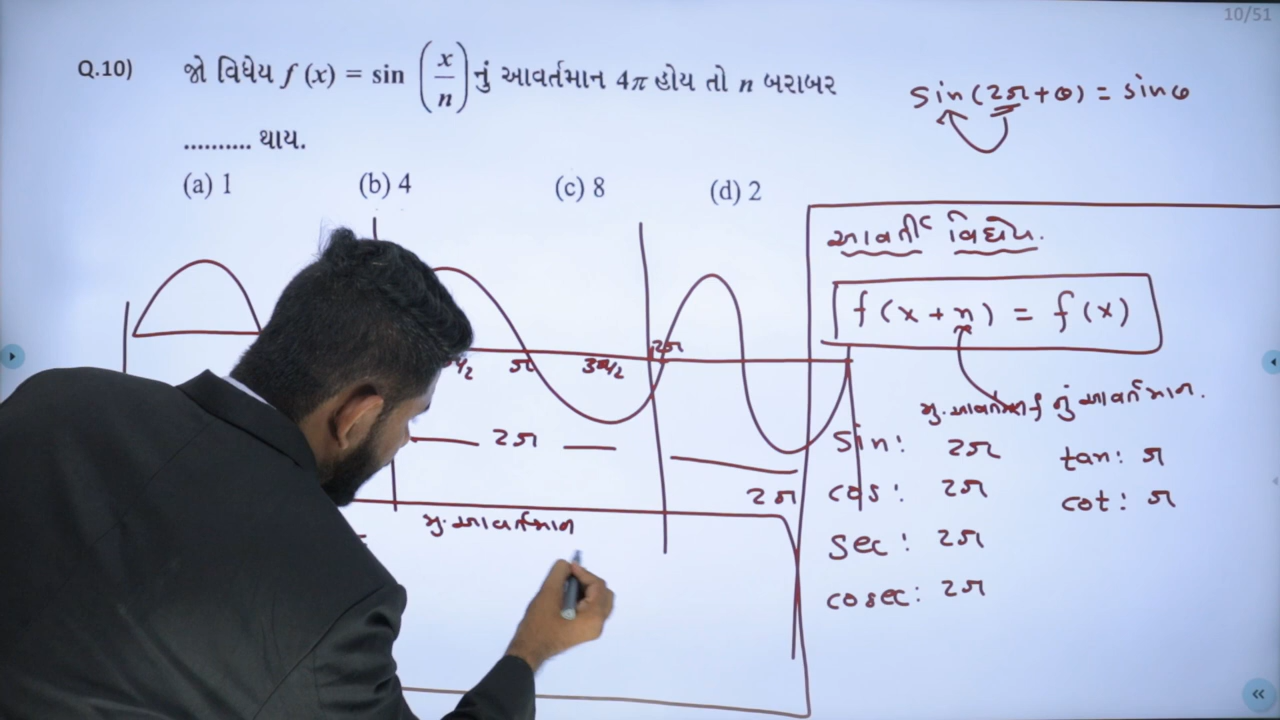 10/51
Q.10) જો વિધેય f (x) = sin (x/n) નું આવર્તમાન 4π હોય તો n બરાબર
.......... થાય.
(a) 1 (b) 4 (c) 8 (d) 2
sin(2π+θ) = sinθ
આવર્તી વિધેય.
f(x+n) = f(x)
મુ.આવર્તમાન
sin: 2π tan: π
cos: 2π cot: π
sec: 2π
cosec: 2π
π 3π/2 2π
2π
2π
મુ.આવર્તમાન